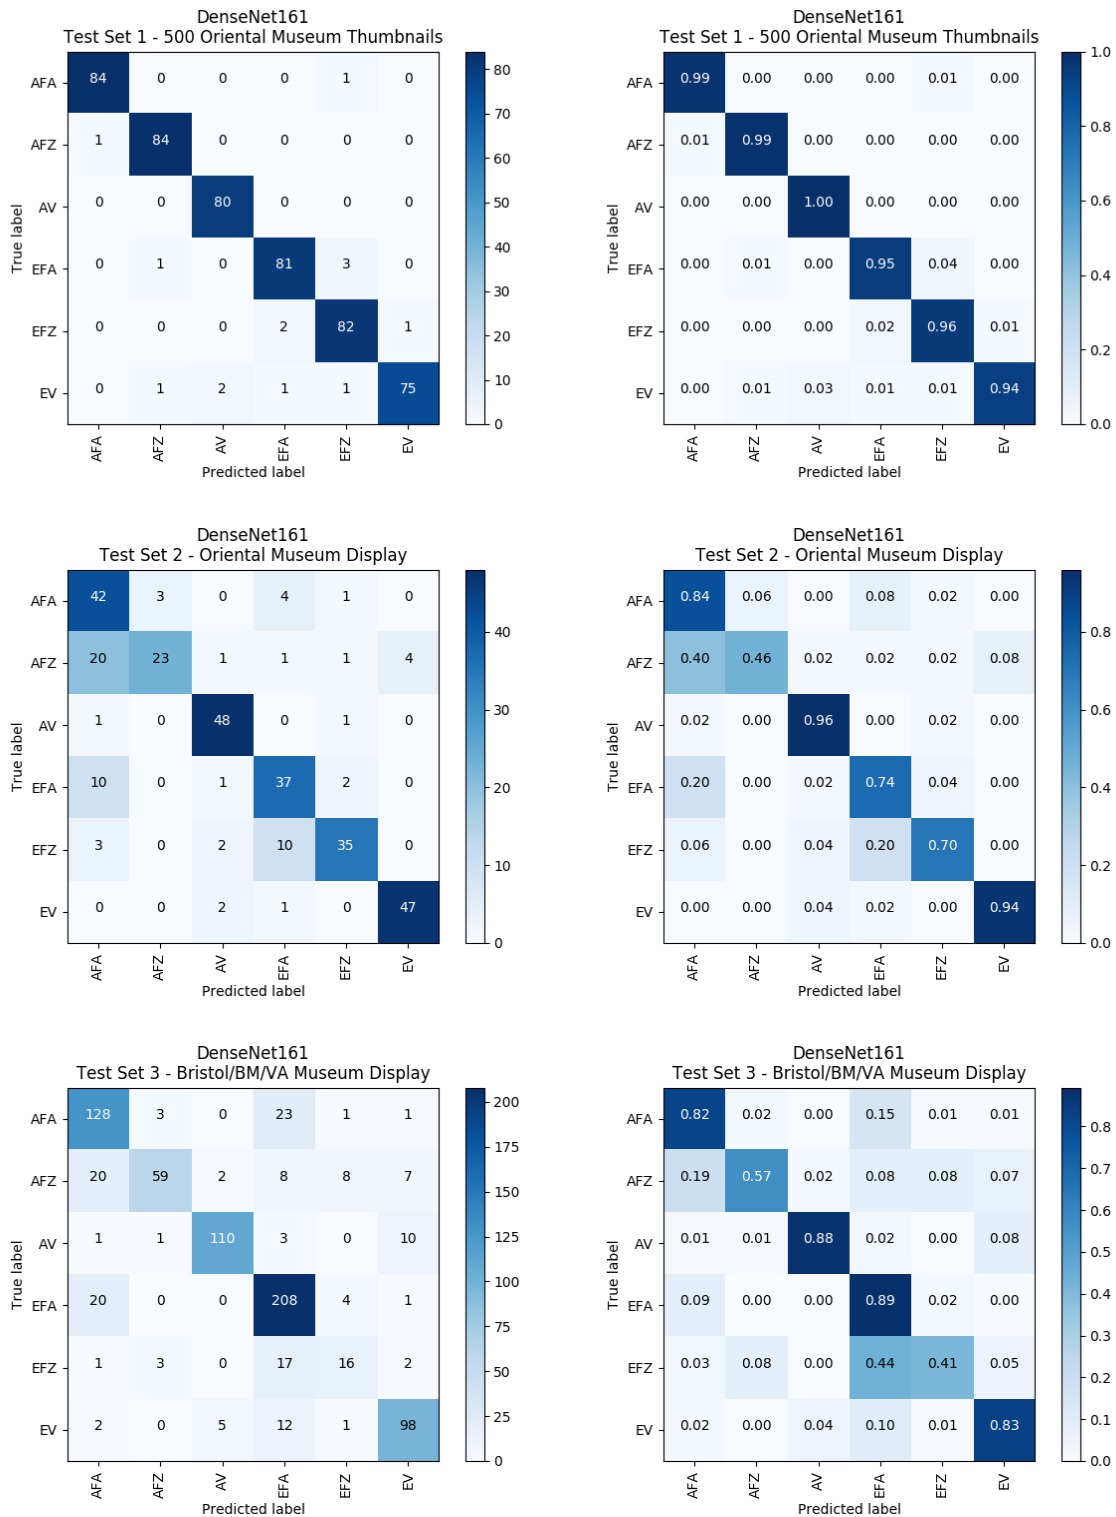 DenseNet161
Test Set 1 - 500 Oriental Museum Thumbnails
True label
AFA 84 0 0 0 1 0
AFZ 1 84 0 0 0 0
AV 0 0 80 0 0 0
EFA 0 1 0 81 3 0
EFZ 0 0 0 2 82 1
EV 0 1 2 1 1 75
AFA AFZ AV EFA EFZ EV
Predicted label
80
70
60
50
40
30
20
10
0
DenseNet161
Test Set 1 - 500 Oriental Museum Thumbnails
True label
AFA 0.99 0.00 0.00 0.00 0.01 0.00
AFZ 0.01 0.99 0.00 0.00 0.00 0.00
AV 0.00 0.00 1.00 0.00 0.00 0.00
EFA 0.00 0.01 0.00 0.95 0.04 0.00
EFZ 0.00 0.00 0.00 0.02 0.96 0.01
EV 0.00 0.01 0.03 0.01 0.01 0.94
AFA AFZ AV EFA EFZ EV
Predicted label
1.0
0.8
0.6
0.4
0.2
0.0
DenseNet161
Test Set 2 - Oriental Museum Display
True label
AFA 42 3 0 4 1 0
AFZ 20 23 1 1 1 4
AV 1 0 48 0 1 0
EFA 10 0 1 37 2 0
EFZ 3 0 2 10 35 0
EV 0 0 2 1 0 47
AFA AFZ AV EFA EFZ EV
Predicted label
40
30
20
10
0
DenseNet161
Test Set 2 - Oriental Museum Display
True label
AFA 0.84 0.06 0.00 0.08 0.02 0.00
AFZ 0.40 0.46 0.02 0.02 0.02 0.08
AV 0.02 0.00 0.96 0.00 0.02 0.00
EFA 0.20 0.00 0.02 0.74 0.04 0.00
EFZ 0.06 0.00 0.04 0.20 0.70 0.00
EV 0.00 0.00 0.04 0.02 0.00 0.94
AFA AFZ AV EFA EFZ EV
Predicted label
0.8
0.6
0.4
0.2
0.0
DenseNet161
Test Set 3 - Bristol/BM/VA Museum Display
True label
AFA 128 3 0 23 1 1
AFZ 20 59 2 8 8 7
AV 1 1 110 3 0 10
EFA 20 0 0 208 4 1
EFZ 1 3 0 17 16 2
EV 2 0 5 12 1 98
AFA AFZ AV EFA EFZ EV
Predicted label
200
175
150
125
100
75
50
25
0
DenseNet161
Test Set 3 - Bristol/BM/VA Museum Display
True label
AFA 0.82 0.02 0.00 0.15 0.01 0.01
AFZ 0.19 0.57 0.02 0.08 0.08 0.07
AV 0.01 0.01 0.88 0.02 0.00 0.08
EFA 0.09 0.00 0.00 0.89 0.02 0.00
EFZ 0.03 0.08 0.00 0.44 0.41 0.05
EV 0.02 0.00 0.04 0.10 0.01 0.83
AFA AFZ AV EFA EFZ EV
Predicted label
0.8
0.7
0.6
0.5
0.4
0.3
0.2
0.1
0.0